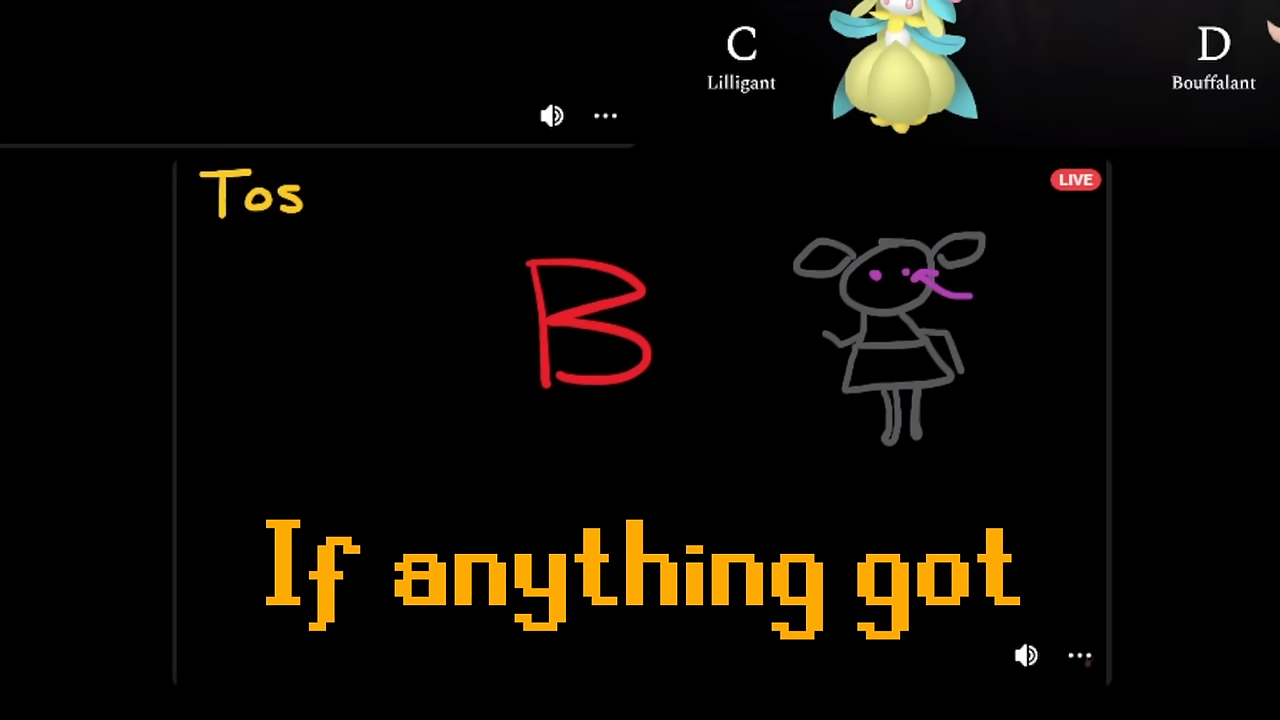 C
Lilligant
D
Bouffalant
Tos
LIVE
B
If anything got